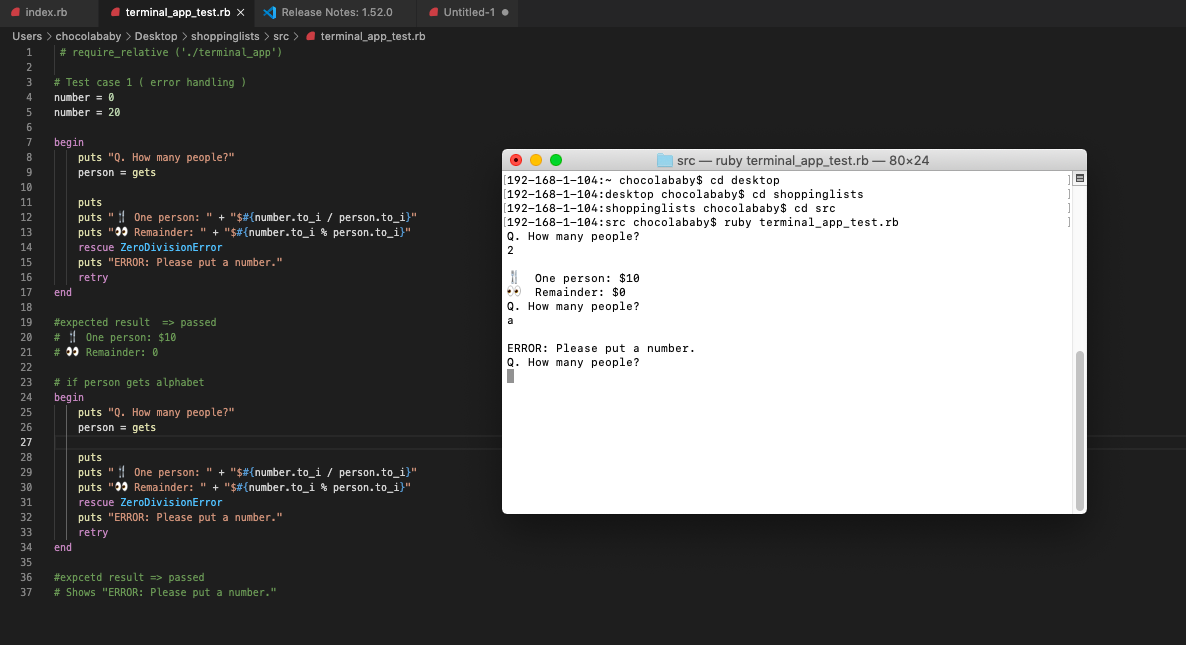 index.rb
terminal_app_test.rb ×
Release Notes: 1.52.0
Untitled-1 ●
Users > chocolababy > Desktop > shoppinglists > src > terminal_app_test.rb
1 # require_relative ('./terminal_app')
2
3 # Test case 1 ( error handling )
4 number = 0
5 number = 20
6
7 begin
8 puts "Q. How many people?"
9 person = gets
10
11 puts
12 puts "🍴 One person: " + "$#{number.to_i / person.to_i}"
13 puts "👀 Remainder: " + "$#{number.to_i % person.to_i}"
14 rescue ZeroDivisionError
15 puts "ERROR: Please put a number."
16 retry
17 end
18
19 #expected result  => passed
20 # 🍴 One person: $10
21 # 👀 Remainder: 0
22
23 # if person gets alphabet
24 begin
25 puts "Q. How many people?"
26 person = gets
27
28 puts
29 puts "🍴 One person: " + "$#{number.to_i / person.to_i}"
30 puts "👀 Remainder: " + "$#{number.to_i % person.to_i}"
31 rescue ZeroDivisionError
32 puts "ERROR: Please put a number."
33 retry
34 end
35
36 #expcetd result => passed
37 # Shows "ERROR: Please put a number."
src — ruby terminal_app_test.rb — 80×24
[192-168-1-104:~ chocolababy$ cd desktop ]
[192-168-1-104:desktop chocolababy$ cd shoppinglists ]
[192-168-1-104:shoppinglists chocolababy$ cd src ]
[192-168-1-104:src chocolababy$ ruby terminal_app_test.rb ]
Q. How many people?
2
🍴 One person: $10
👀 Remainder: $0
Q. How many people?
a
ERROR: Please put a number.
Q. How many people?